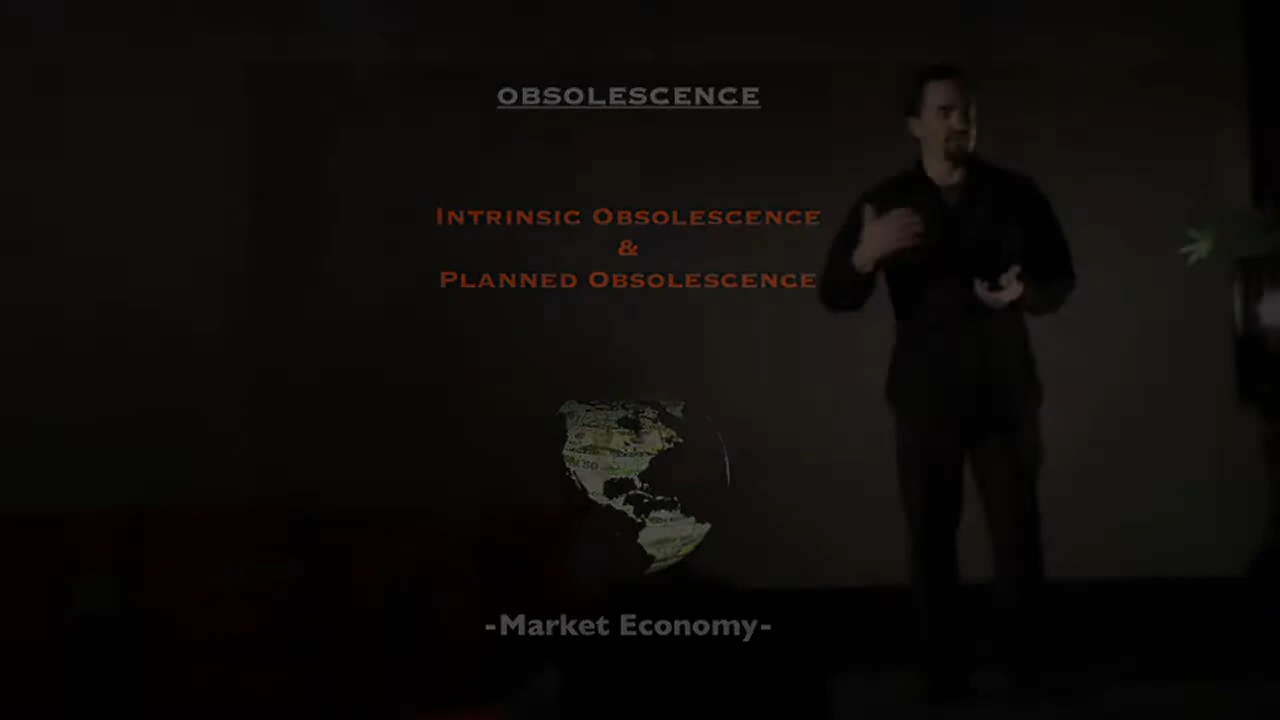 OBSOLESCENCE
INTRINSIC OBSOLESCENCE
&
PLANNED OBSOLESCENCE
-Market Economy-